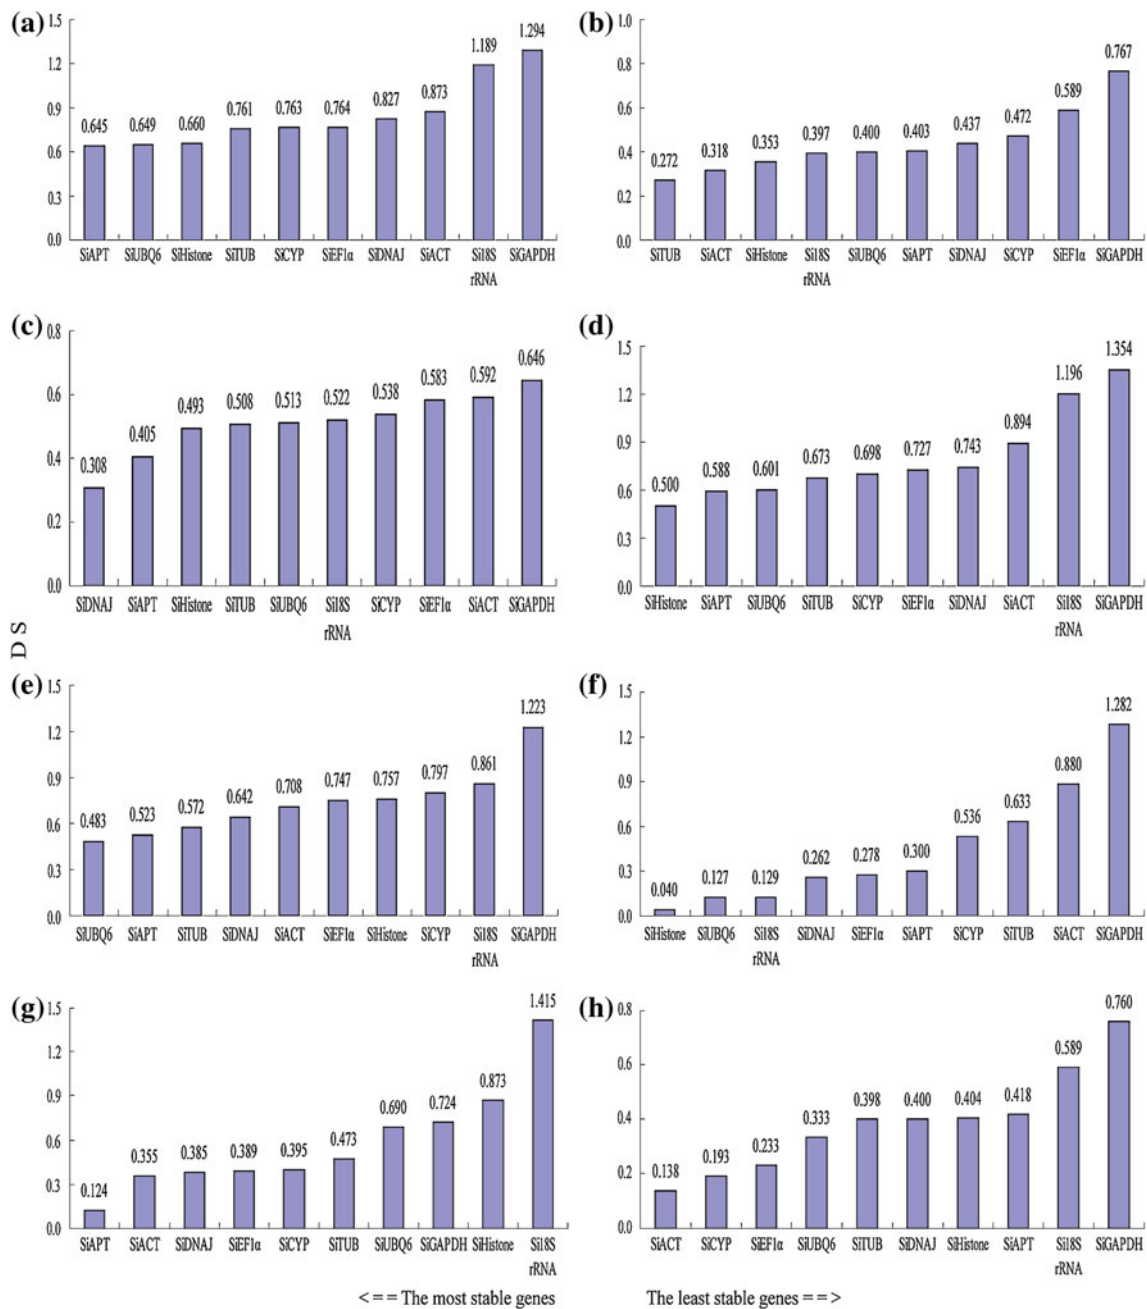 (a)
1.5
1.2
0.9
0.6
0.3
0.0
0.645 0.649 0.660 0.761 0.763 0.764 0.827 0.873 1.189 1.294
SiAPT SiUBQ6 SiHistone SiTUB SiCYP SiEF1α SiDNAJ SiACT Si18S SiGAPDH
rRNA
(b)
1.0
0.8
0.6
0.4
0.2
0.0
0.272 0.318 0.353 0.397 0.400 0.403 0.437 0.472 0.589 0.767
SiTUB SiACT SiHistone Si18S SiUBQ6 SiAPT SiDNAJ SiCYP SiEF1α SiGAPDH
rRNA
(c)
0.8
0.6
0.4
0.2
0.0
0.308 0.405 0.493 0.508 0.513 0.522 0.538 0.583 0.592 0.646
SiDNAJ SiAPT SiHistone SiTUB SiUBQ6 Si18S SiCYP SiEF1α SiACT SiGAPDH
rRNA
(d)
1.5
1.2
0.9
0.6
0.3
0.0
0.500 0.588 0.601 0.673 0.698 0.727 0.743 0.894 1.196 1.354
SiHistone SiAPT SiUBQ6 SiTUB SiCYP SiEF1α SiDNAJ SiACT Si18S SiGAPDH
rRNA
D S
(e)
1.5
1.2
0.9
0.6
0.3
0.0
0.483 0.523 0.572 0.642 0.708 0.747 0.757 0.797 0.861 1.223
SiUBQ6 SiAPT SiTUB SiDNAJ SiACT SiEF1α SiHistone SiCYP Si18S SiGAPDH
rRNA
(f)
1.5
1.2
0.9
0.6
0.3
0.0
0.040 0.127 0.129 0.262 0.278 0.300 0.536 0.633 0.880 1.282
SiHistone SiUBQ6 Si18S SiDNAJ SiEF1α SiAPT SiCYP SiTUB SiACT SiGAPDH
rRNA
(g)
1.5
1.2
0.9
0.6
0.3
0.0
0.124 0.355 0.385 0.389 0.395 0.473 0.690 0.724 0.873 1.415
SiAPT SiACT SiDNAJ SiEF1α SiCYP SiTUB SiUBQ6 SiGAPDH SiHistone Si18S
rRNA
(h)
0.8
0.6
0.4
0.2
0.0
0.138 0.193 0.233 0.333 0.398 0.400 0.404 0.418 0.589 0.760
SiACT SiCYP SiEF1α SiUBQ6 SiTUB SiDNAJ SiHistone SiAPT Si18S SiGAPDH
rRNA
<== The most stable genes The least stable genes ==>